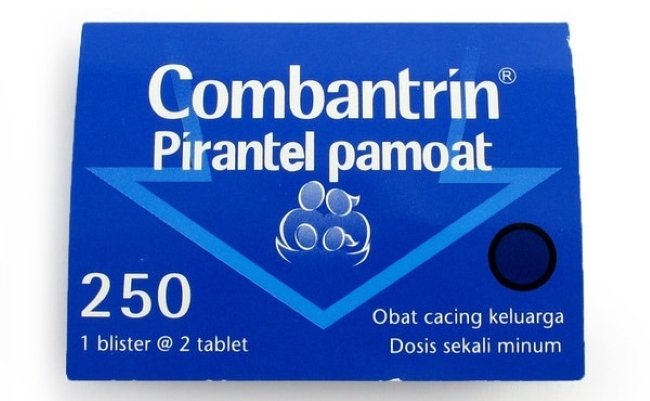 Combantrin®
Pirantel pamoat
250
1 blister @ 2 tablet
Obat cacing keluarga
Dosis sekali minum